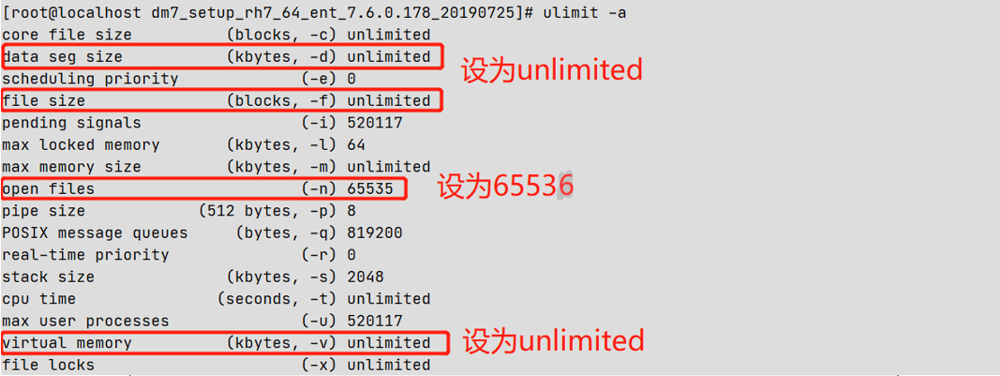 [root@localhost dm7_setup_rh7_64_ent_7.6.0.178_20190725]# ulimit -a
core file size (blocks, -c) unlimited
data seg size (kbytes, -d) unlimited
设为unlimited
scheduling priority (-e) 0
file size (blocks, -f) unlimited
pending signals (-i) 520117
max locked memory (kbytes, -l) 64
max memory size (kbytes, -m) unlimited
open files (-n) 65535
设为65536
pipe size (512 bytes, -p) 8
POSIX message queues (bytes, -q) 819200
real-time priority (-r) 0
stack size (kbytes, -s) 2048
cpu time (seconds, -t) unlimited
max user processes (-u) 520117
virtual memory (kbytes, -v) unlimited
设为unlimited
file locks (-x) unlimited